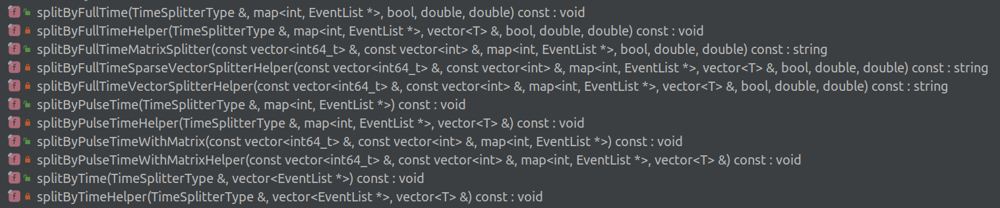 splitByFullTime(TimeSplitterType &, map<int, EventList *>, bool, double, double) const : void
splitByFullTimeHelper(TimeSplitterType &, map<int, EventList *>, vector<T> &, bool, double, double) const : void
splitByFullTimeMatrixSplitter(const vector<int64_t> &, const vector<int> &, map<int, EventList *>, bool, double, double) const : string
splitByFullTimeSparseVectorSplitterHelper(const vector<int64_t> &, const vector<int> &, map<int, EventList *>, vector<T> &, bool, double, double) const : string
splitByFullTimeVectorSplitterHelper(const vector<int64_t> &, const vector<int> &, map<int, EventList *>, vector<T> &, bool, double, double) const : string
splitByPulseTime(TimeSplitterType &, map<int, EventList *>) const : void
splitByPulseTimeHelper(TimeSplitterType &, map<int, EventList *>, vector<T> &) const : void
splitByPulseTimeWithMatrix(const vector<int64_t> &, const vector<int> &, map<int, EventList *>) const : void
splitByPulseTimeWithMatrixHelper(const vector<int64_t> &, const vector<int> &, map<int, EventList *>, vector<T> &) const : void
splitByTime(TimeSplitterType &, vector<EventList *>) const : void
splitByTimeHelper(TimeSplitterType &, vector<EventList *>, vector<T> &) const : void